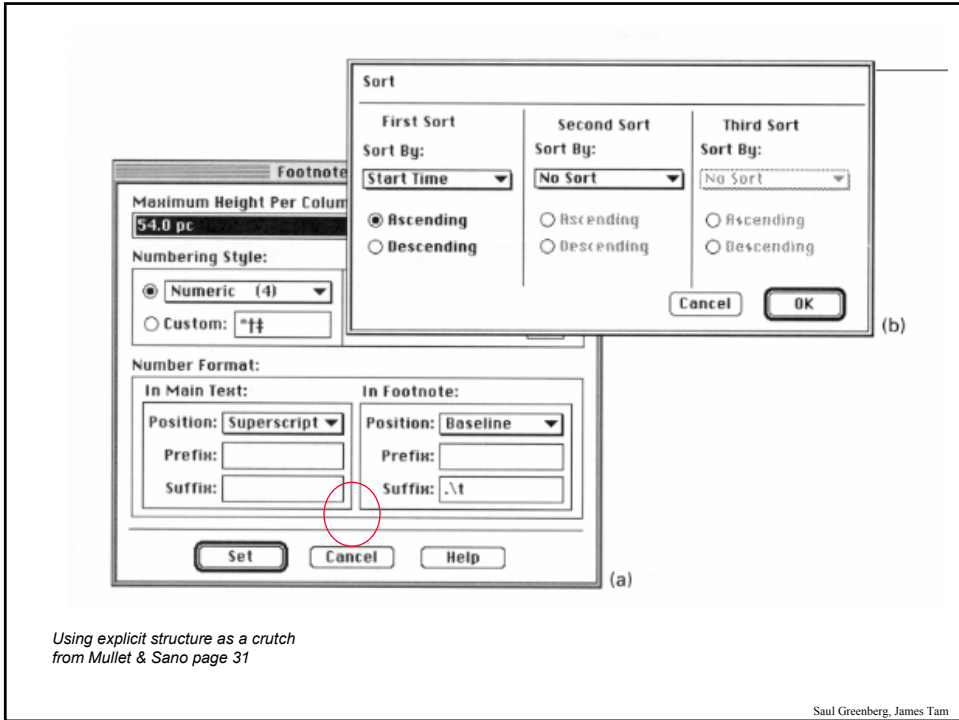 Sort
First Sort
Second Sort
Third Sort
Sort By:
Sort By:
Sort By:
Start Time
No Sort
No Sort
Ascending
Ascending
Ascending
Descending
Descending
Descending
Cancel
OK
(b)
Footnote
Maximum Height Per Colum
54.0 pc
Numbering Style:
Numeric (4)
Custom: *†‡
Number Format:
In Main Text:
In Footnote:
Position: Superscript
Position: Baseline
Prefix:
Prefix:
Suffix:
Suffix: .\t
Set
Cancel
Help
(a)
Using explicit structure as a crutch
from Mullet & Sano page 31
Saul Greenberg, James Tam